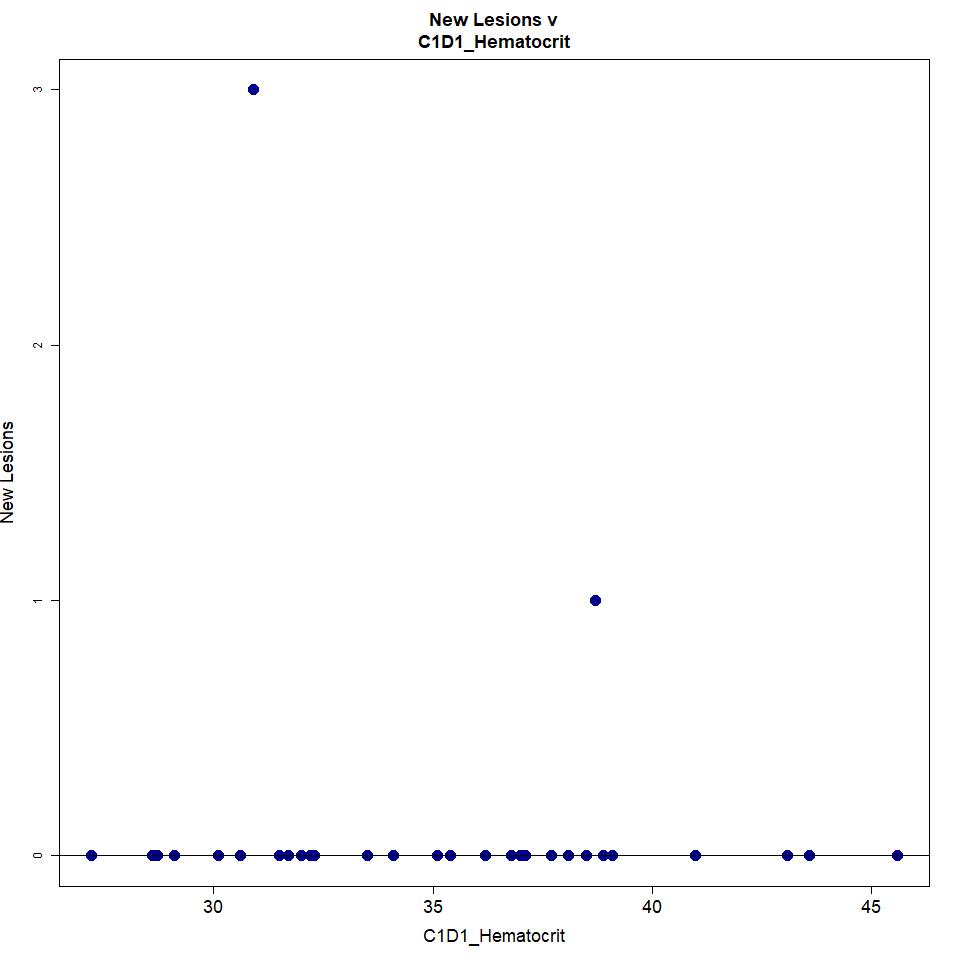 New Lesions v
C1D1_Hematocrit
3
2
1
0
New Lesions
30 35 40 45
C1D1_Hematocrit